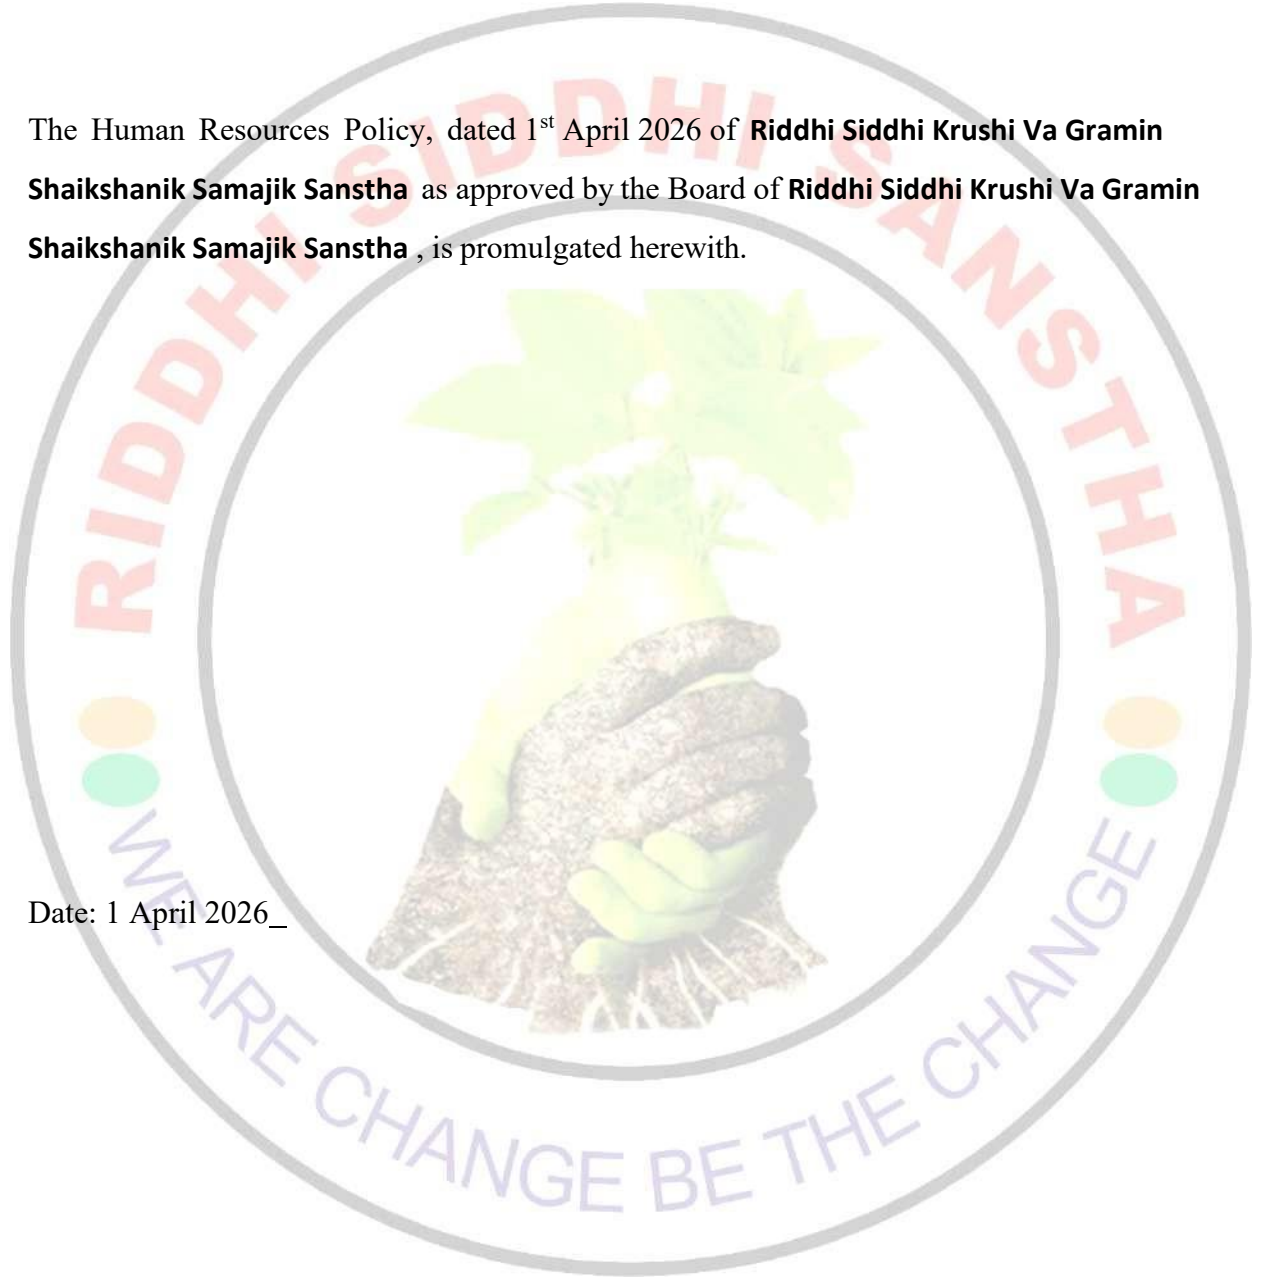 The Human Resources Policy, dated 1st April 2026 of Riddhi Siddhi Krushi Va Gramin
Shaikshanik Samajik Sanstha as approved by the Board of Riddhi Siddhi Krushi Va Gramin
Shaikshanik Samajik Sanstha , is promulgated herewith.
RIDDHI SIDDHI SANSTHA
Date: 1 April 2026_
WE ARE CHANGE BE THE CHANGE